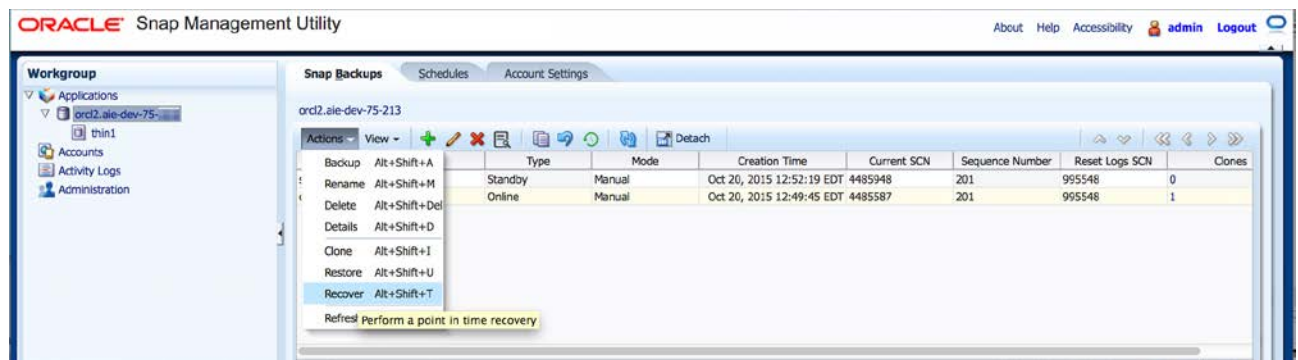 ORACLE Snap Management Utility
About Help Accessibility admin Logout
Workgroup
Applications
orcl2.aie-dev-75-
thin1
Accounts
Activity Logs
Administration
Snap Backups Schedules Account Settings
orcl2.aie-dev-75-213
Actions View Detach
Type Mode Creation Time Current SCN Sequence Number Reset Logs SCN Clones
Standby Manual Oct 20, 2015 12:52:19 EDT 4485948 201 995548 0
Online Manual Oct 20, 2015 12:49:45 EDT 4485587 201 995548 1
Backup Alt+Shift+A
Rename Alt+Shift+M
Delete Alt+Shift+Del
Details Alt+Shift+D
Clone Alt+Shift+I
Restore Alt+Shift+U
Recover Alt+Shift+T
Perform a point in time recovery